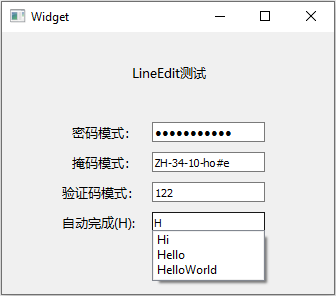 Widget
LineEdit测试
密码模式: ●●●●●●●●●●●
掩码模式: ZH-34-10-ho#e
验证码模式: 122
自动完成(H): H
Hi
Hello
HelloWorld